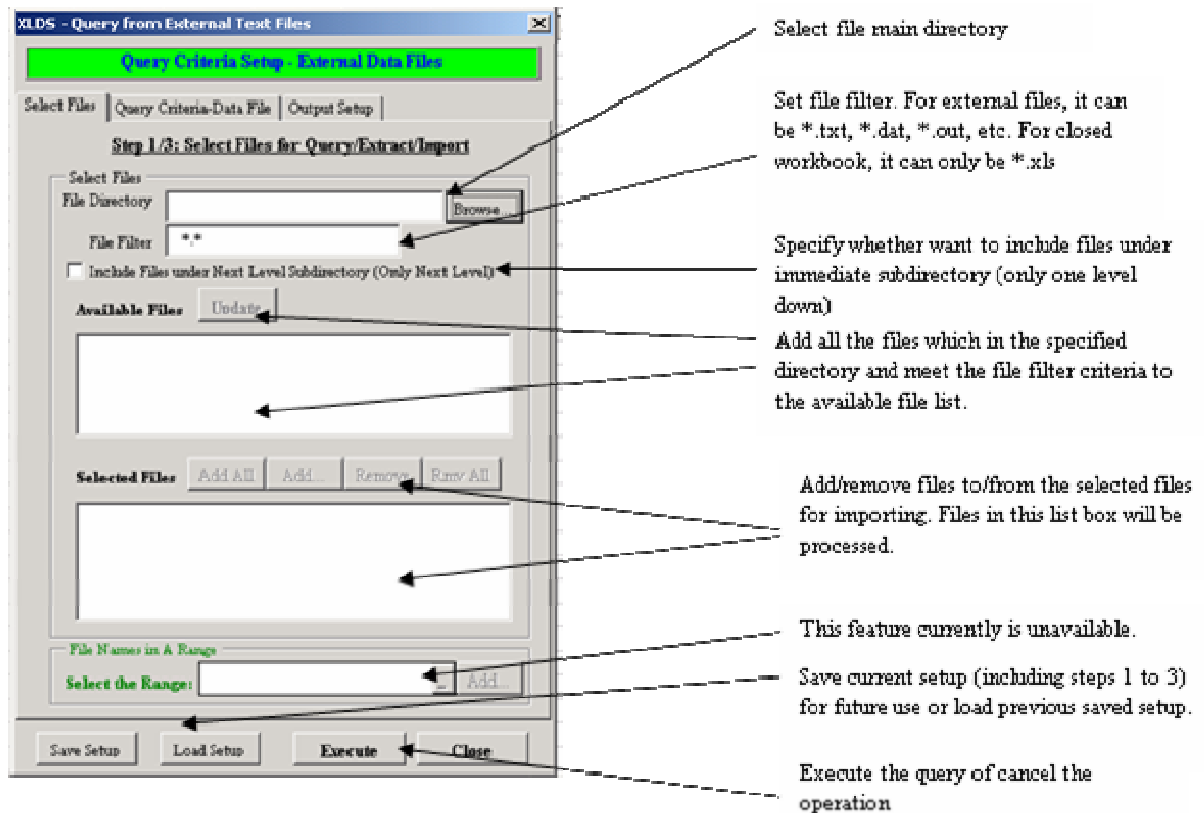 XLDS - Query from External Text Files
Query Criteria Setup - External Data Files
Select Files
Query Criteria-Data File
Output Setup
Step 1/3: Select Files for Query/Extract/Import
Select Files
File Directory
Browse...
File Filter
*.*
Include Files under Next Level Subdirectory (Only Next Level)
Available Files
Update
Selected Files
Add All
Add...
Remove
Rmv All
File Names in A Range
Select the Range:
Add...
Save Setup
Load Setup
Execute
Close
Select file main directory
Set file filter. For external files, it can
be *.txt, *.dat, *.out, etc. For closed
workbook, it can only be *.xls
Specify whether want to include files under
immediate subdirectory (only one level
down)
Add all the files which in the specified
directory and meet the file filter criteria to
the available file list.
Add/remove files to/from the selected files
for importing. Files in this list box will be
processed.
This feature currently is unavailable.
Save current setup (including steps 1 to 3)
for future use or load previous saved setup.
Execute the query of cancel the
operation